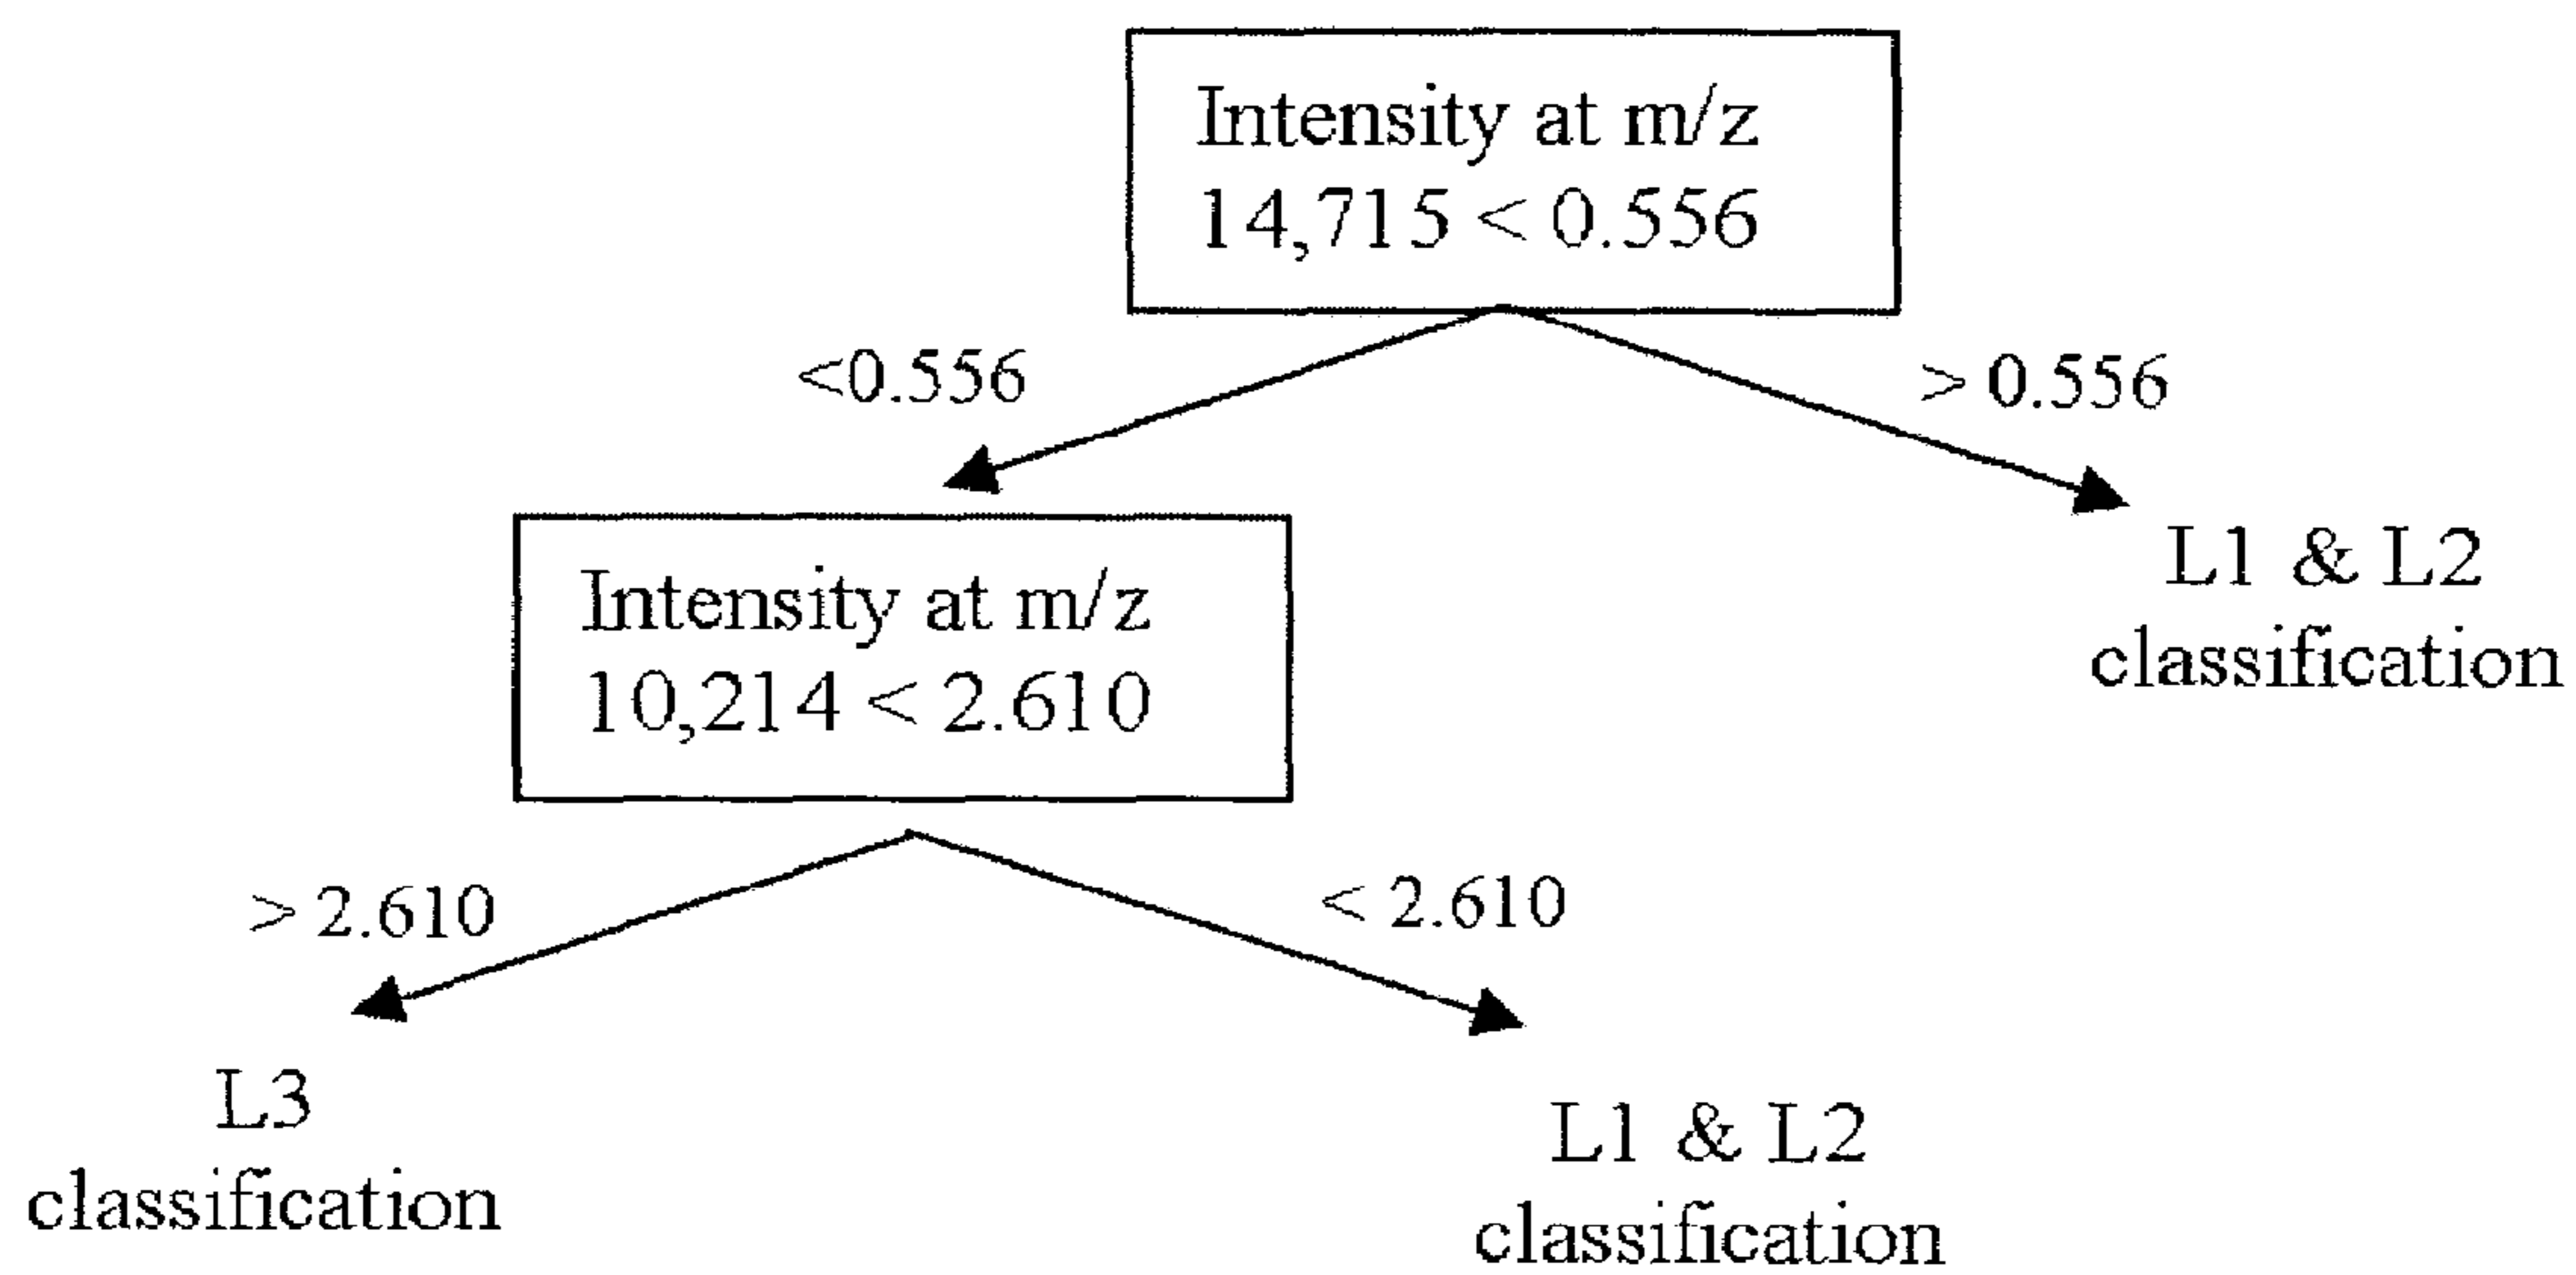 Intensity at m/z
14,715 < 0.556
<0.556
> 0.556
L1 & L2
classification
Intensity at m/z
10,214 < 2.610
> 2.610
< 2.610
L3
classification
L1 & L2
classification